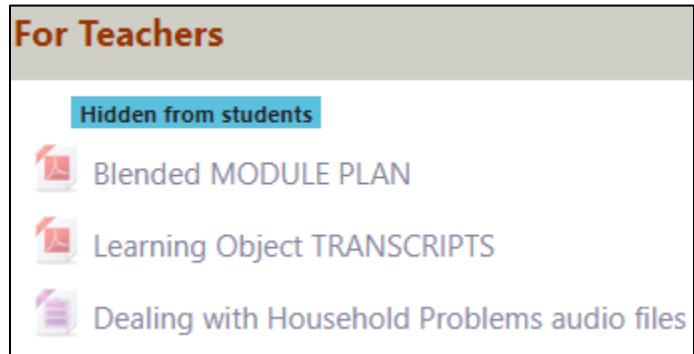 For Teachers
Hidden from students
Blended MODULE PLAN
Learning Object TRANSCRIPTS
Dealing with Household Problems audio files